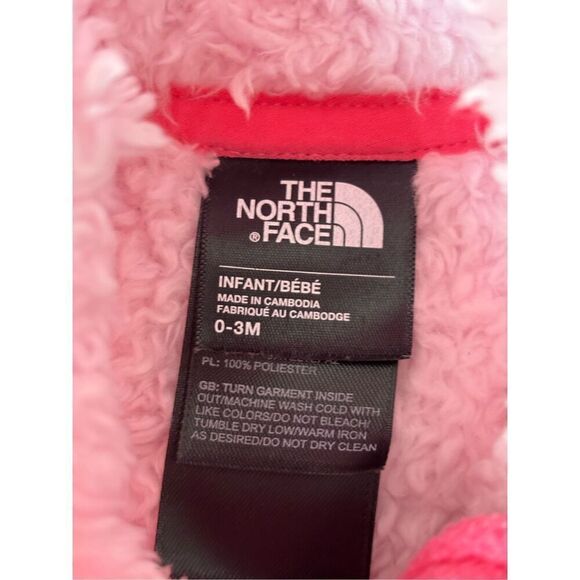 THE
NORTH
FACE
®
INFANT/BÉBÉ
MADE IN CAMBODIA
FABRIQUÉ AU CAMBODGE
0-3M
PL: 100% POLIESTER
GB: TURN GARMENT INSIDE
OUT/MACHINE WASH COLD WITH
LIKE COLORS/DO NOT BLEACH/
TUMBLE DRY LOW/WARM IRON
AS DESIRED/DO NOT DRY CLEAN